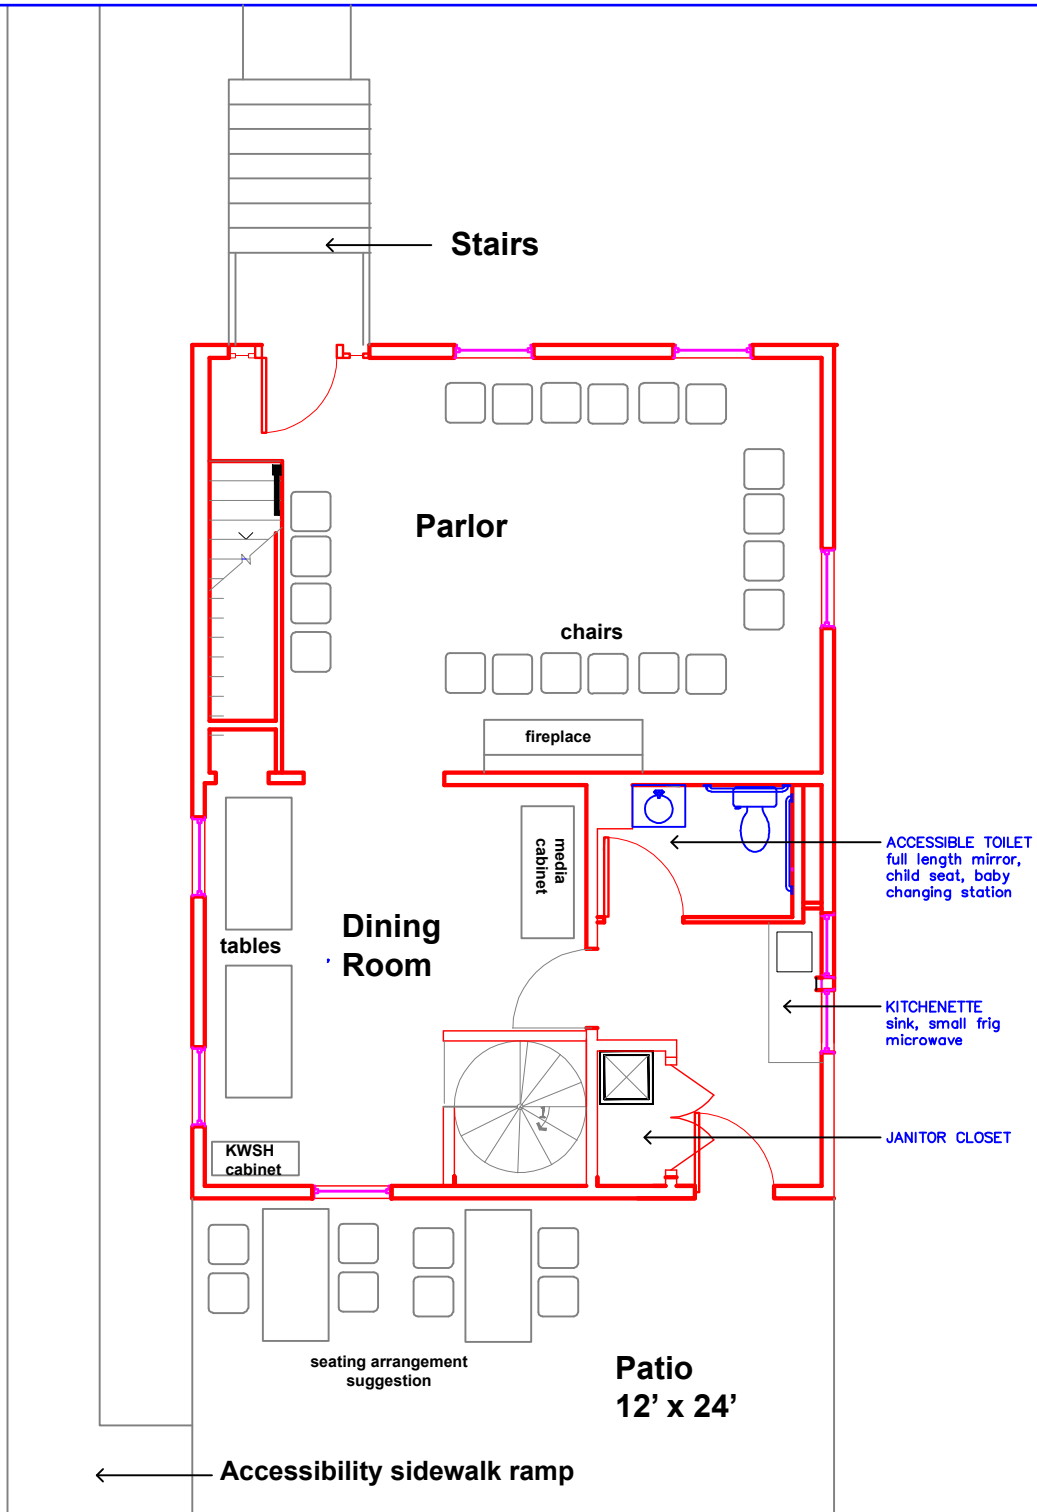 Stairs
Parlor
chairs
fireplace
media
cabinet
ACCESSIBLE TOILET
full length mirror,
child seat, baby
changing station
Dining
Room
tables
KITCHENETTE
sink, small frig
microwave
JANITOR CLOSET
KWSH
cabinet
seating arrangement
suggestion
Patio
12’ x 24’
Accessibility sidewalk ramp